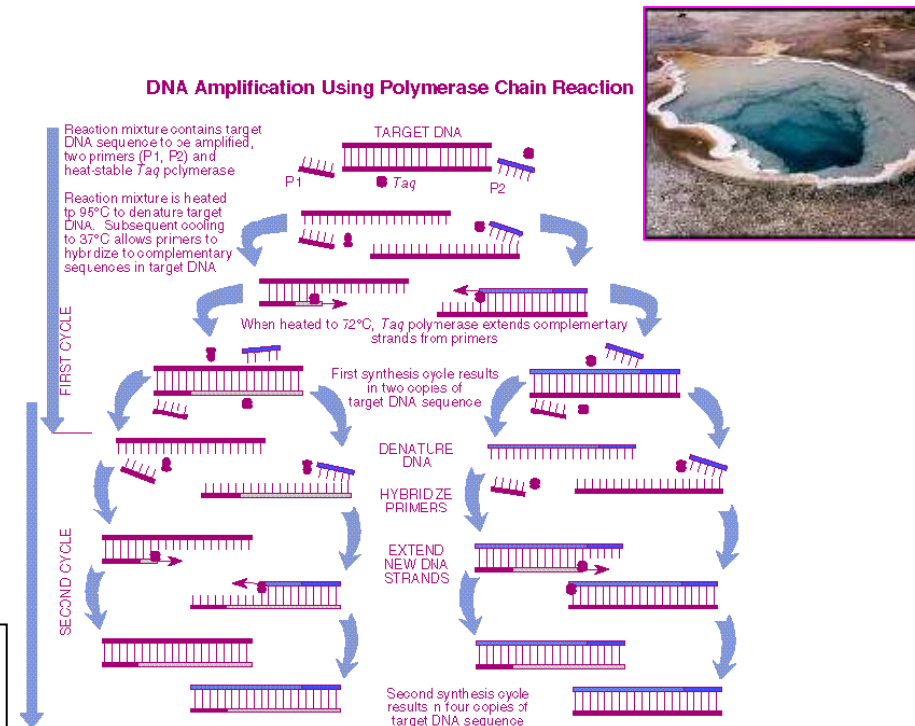 DNA Amplification Using Polymerase Chain Reaction
Reaction mixture contains target
DNA sequence to be amplified,
two primers (P1, P2) and
heat-stable Taq polymerase
TARGET DNA
P1
Taq
P2
Reaction mixture is heated
tp 95°C to denature target
DNA. Subsequent cooling
to 37°C allows primers to
hybridize to complementary
sequences in target DNA
FIRST CYCLE
When heated to 72°C, Taq polymerase extends complementary
strands from primers
First synthesis cycle results
in two copies of
target DNA sequence
DENATURE
DNA
HYBRIDZE
PRIMERS
SECOND CYCLE
EXTEND
NEW DNA
STRANDS
Second synthesis cycle
results in four copies of
target DNA sequence